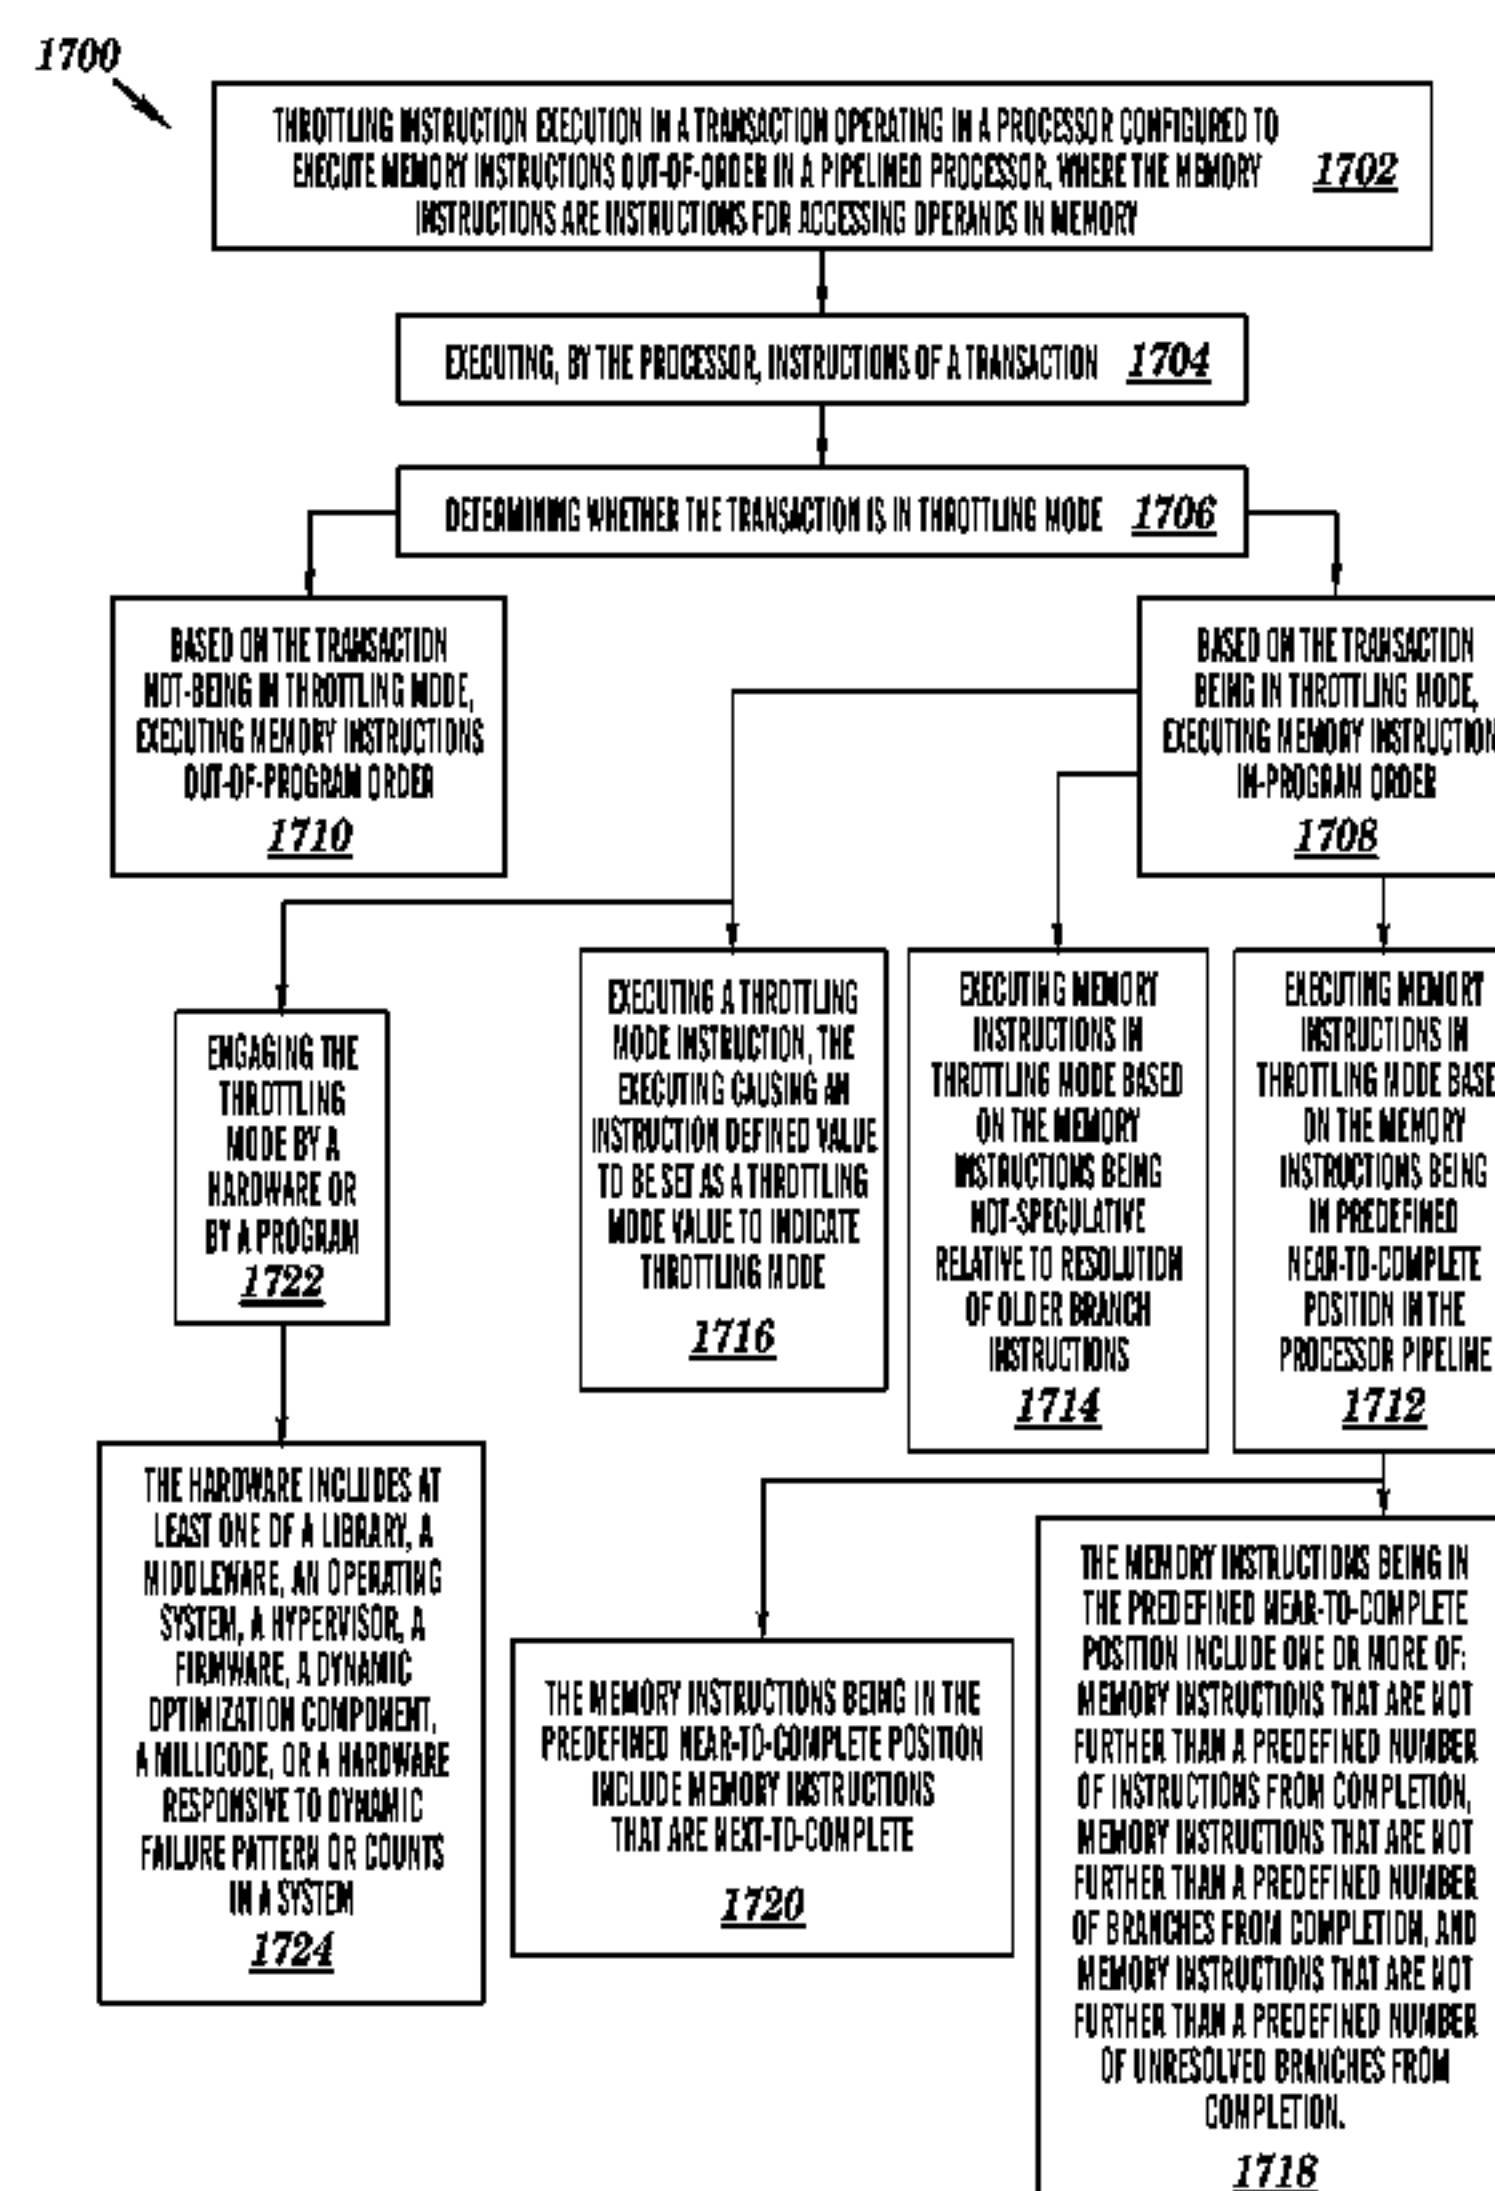 1700
THROTTLING INSTRUCTION EXECUTION IN A TRANSACTION OPERATING IN A PROCESSOR CONFIGURED TO
EXECUTE MEMORY INSTRUCTIONS OUT-OF-ORDER IN A PIPELINED PROCESSOR, WHERE THE MEMORY
INSTRUCTIONS ARE INSTRUCTIONS FOR ACCESSING OPERANDS IN MEMORY
1702
EXECUTING, BY THE PROCESSOR, INSTRUCTIONS OF A TRANSACTION 1704
DETERMINING WHETHER THE TRANSACTION IS IN THROTTLING MODE 1706
BASED ON THE TRANSACTION
NOT-BEING IN THROTTLING MODE,
EXECUTING MEMORY INSTRUCTIONS
OUT-OF-PROGRAM ORDER
1710
BASED ON THE TRANSACTION
BEING IN THROTTLING MODE,
EXECUTING MEMORY INSTRUCTION
IN-PROGRAM ORDER
1708
ENGAGING THE
THROTTLING
MODE BY A
HARDWARE OR
BY A PROGRAM
1722
EXECUTING A THROTTLING
MODE INSTRUCTION, THE
EXECUTING CAUSING AN
INSTRUCTION DEFINED VALUE
TO BE SET AS A THROTTLING
MODE VALUE TO INDICATE
THROTTLING MODE
1716
EXECUTING MEMORY
INSTRUCTIONS IN
THROTTLING MODE BASED
ON THE MEMORY
INSTRUCTIONS BEING
NOT-SPECULATIVE
RELATIVE TO RESOLUTION
OF OLDER BRANCH
INSTRUCTIONS
1714
EXECUTING MEMORY
INSTRUCTIONS IN
THROTTLING MODE BASE
ON THE MEMORY
INSTRUCTIONS BEING
IN PREDEFINED
NEAR-TO-COMPLETE
POSITION IN THE
PROCESSOR PIPELINE
1712
THE HARDWARE INCLUDES AT
LEAST ONE OF A LIBRARY, A
MIDDLEWARE, AN OPERATING
SYSTEM, A HYPERVISOR, A
FIRMWARE, A DYNAMIC
OPTIMIZATION COMPONENT,
A MILLICODE, OR A HARDWARE
RESPONSIVE TO DYNAMIC
FAILURE PATTERN OR COUNTS
IN A SYSTEM
1724
THE MEMORY INSTRUCTIONS BEING IN THE
PREDEFINED NEAR-TO-COMPLETE POSITION
INCLUDE MEMORY INSTRUCTIONS
THAT ARE NEXT-TO-COMPLETE
1720
THE MEMORY INSTRUCTIONS BEING IN
THE PREDEFINED NEAR-TO-COMPLETE
POSITION INCLUDE ONE OR MORE OF:
MEMORY INSTRUCTIONS THAT ARE NOT
FURTHER THAN A PREDEFINED NUMBER
OF INSTRUCTIONS FROM COMPLETION,
MEMORY INSTRUCTIONS THAT ARE NOT
FURTHER THAN A PREDEFINED NUMBER
OF BRANCHES FROM COMPLETION, AND
MEMORY INSTRUCTIONS THAT ARE NOT
FURTHER THAN A PREDEFINED NUMBER
OF UNRESOLVED BRANCHES FROM
COMPLETION.
1718